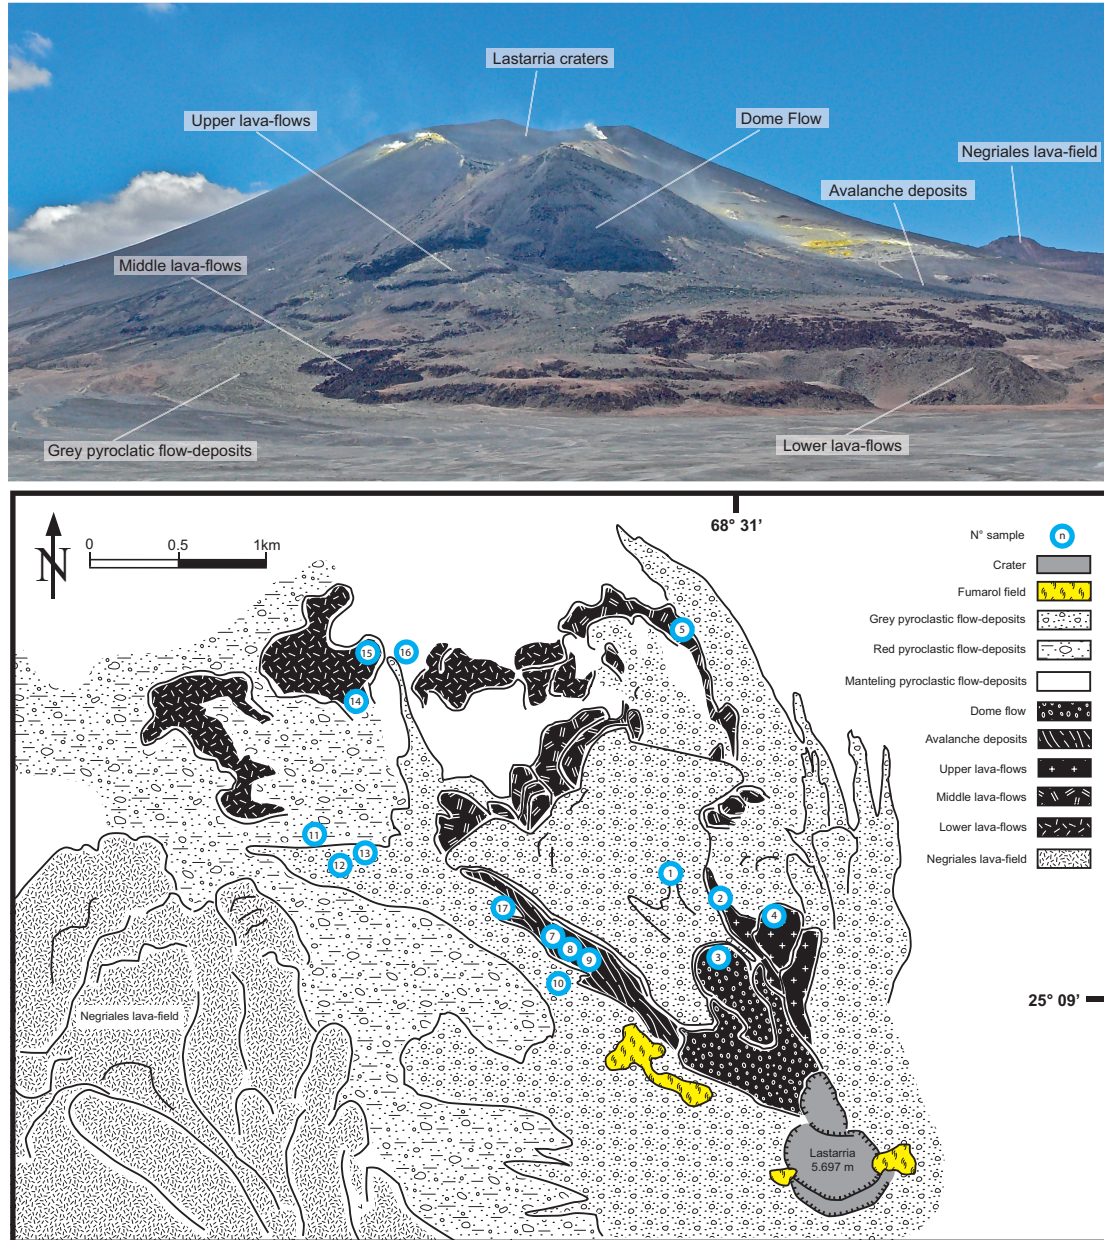 Lastarria craters
Upper lava-flows
Dome Flow
Negriales lava-field
Avalanche deposits
Middle lava-flows
Grey pyroclatic flow-deposits
Lower lava-flows
68° 31’
N
0 0.5 1km
N° sample n
Crater
Fumarol field
Grey pyroclastic flow-deposits
Red pyroclastic flow-deposits
Manteling pyroclastic flow-deposits
Dome flow
Avalanche deposits
Upper lava-flows
Middle lava-flows
Lower lava-flows
Negriales lava-field
5
15
16
14
11
13
12
1
2
17
4
7
8
9
3
10
25° 09’
Negriales lava-field
Lastarria
5.697 m